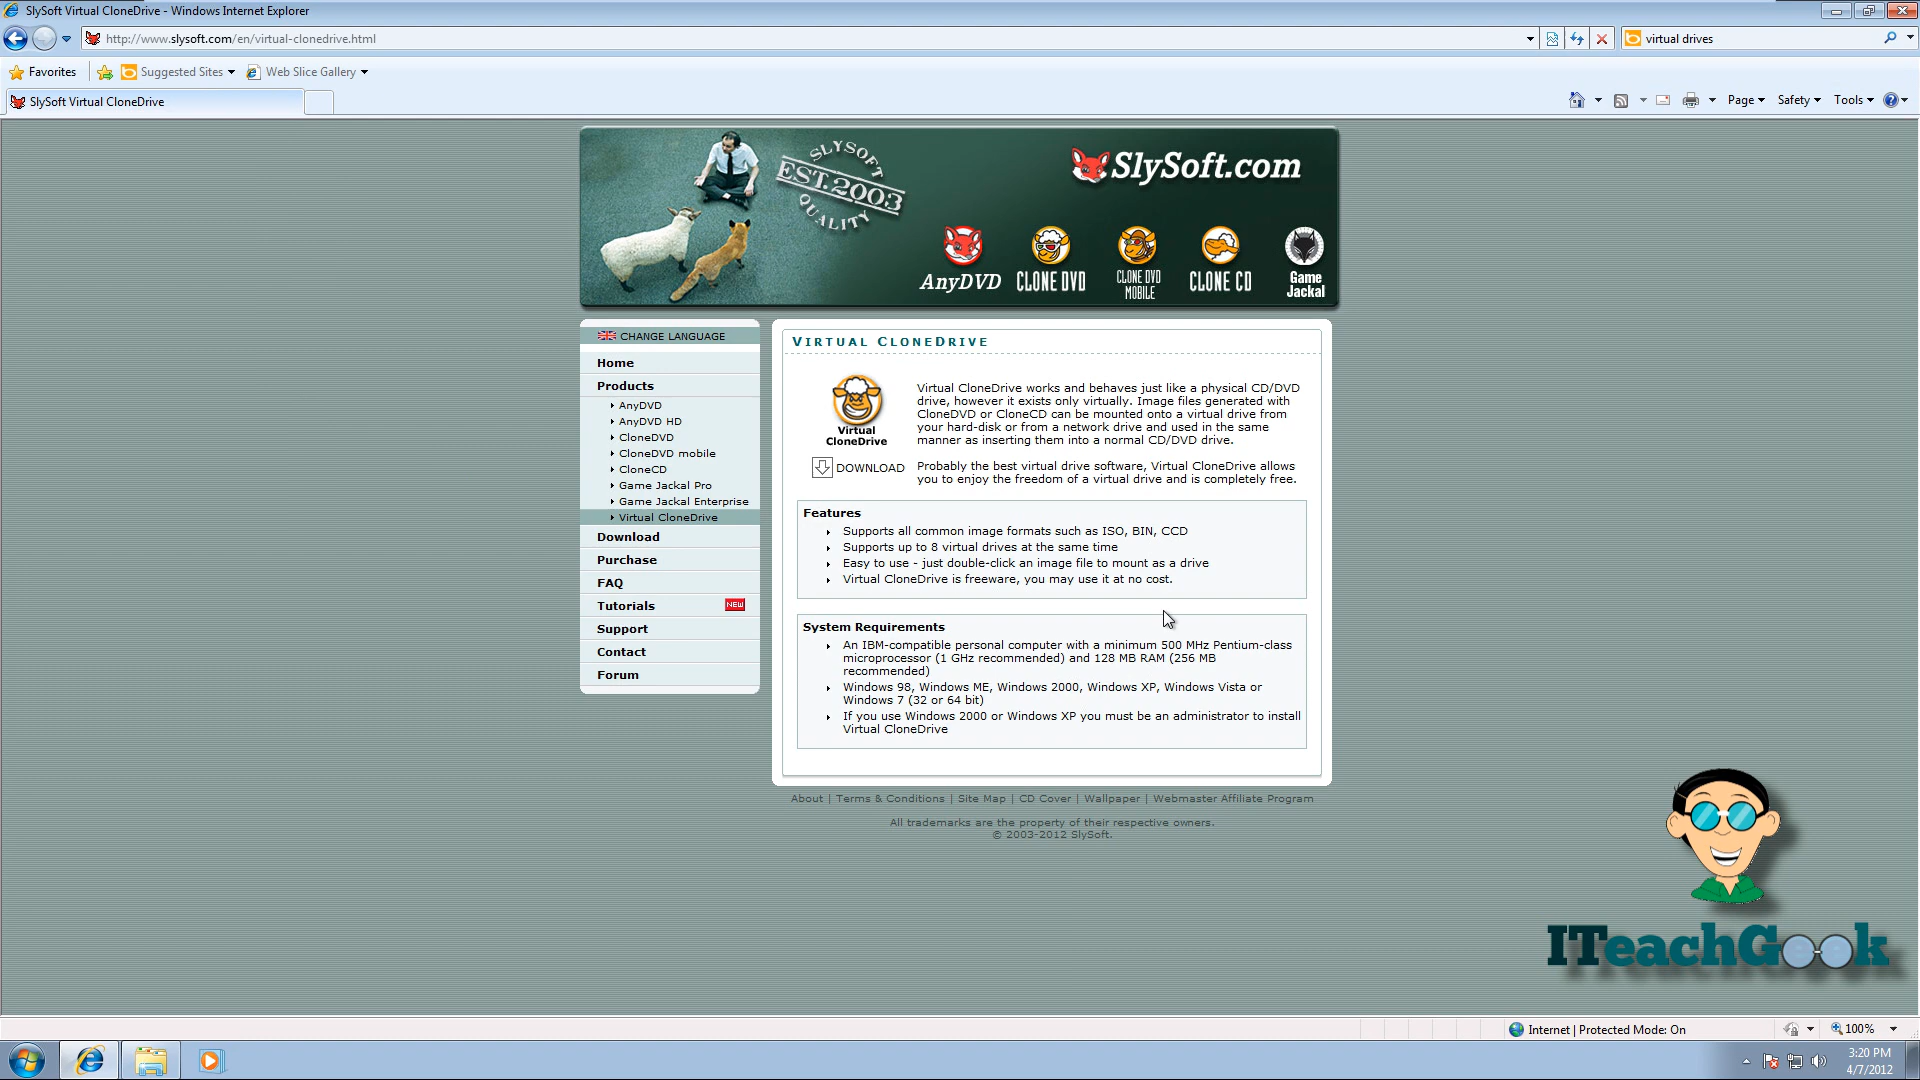 SlySoft Virtual CloneDrive - Windows Internet Explorer
http://www.slysoft.com/en/virtual-clonedrive.html
virtual drives
Favorites
Suggested Sites
Web Slice Gallery
SlySoft Virtual CloneDrive
Page
Safety
Tools
SLYSOFT
EST.2003
QUALITY
SlySoft.com
AnyDVD
CLONE DVD
CLONE DVD
MOBILE
CLONE CD
Game
Jackal
CHANGE LANGUAGE
Home
Products
AnyDVD
AnyDVD HD
CloneDVD
CloneDVD mobile
CloneCD
Game Jackal Pro
Game Jackal Enterprise
Virtual CloneDrive
Download
Purchase
FAQ
Tutorials NEW
Support
Contact
Forum
VIRTUAL CLONEDRIVE
Virtual
CloneDrive
DOWNLOAD
Virtual CloneDrive works and behaves just like a physical CD/DVD
drive, however it exists only virtually. Image files generated with
CloneDVD or CloneCD can be mounted onto a virtual drive from
your hard-disk or from a network drive and used in the same
manner as inserting them into a normal CD/DVD drive.
Probably the best virtual drive software, Virtual CloneDrive allows
you to enjoy the freedom of a virtual drive and is completely free.
Features
Supports all common image formats such as ISO, BIN, CCD
Supports up to 8 virtual drives at the same time
Easy to use - just double-click an image file to mount as a drive
Virtual CloneDrive is freeware, you may use it at no cost.
System Requirements
An IBM-compatible personal computer with a minimum 500 MHz Pentium-class
microprocessor (1 GHz recommended) and 128 MB RAM (256 MB
recommended)
Windows 98, Windows ME, Windows 2000, Windows XP, Windows Vista or
Windows 7 (32 or 64 bit)
If you use Windows 2000 or Windows XP you must be an administrator to install
Virtual CloneDrive
About | Terms & Conditions | Site Map | CD Cover | Wallpaper | Webmaster Affiliate Program
All trademarks are the property of their respective owners.
© 2003-2012 SlySoft.
ITeachGook
Internet | Protected Mode: On
100%
3:20 PM
4/7/2012